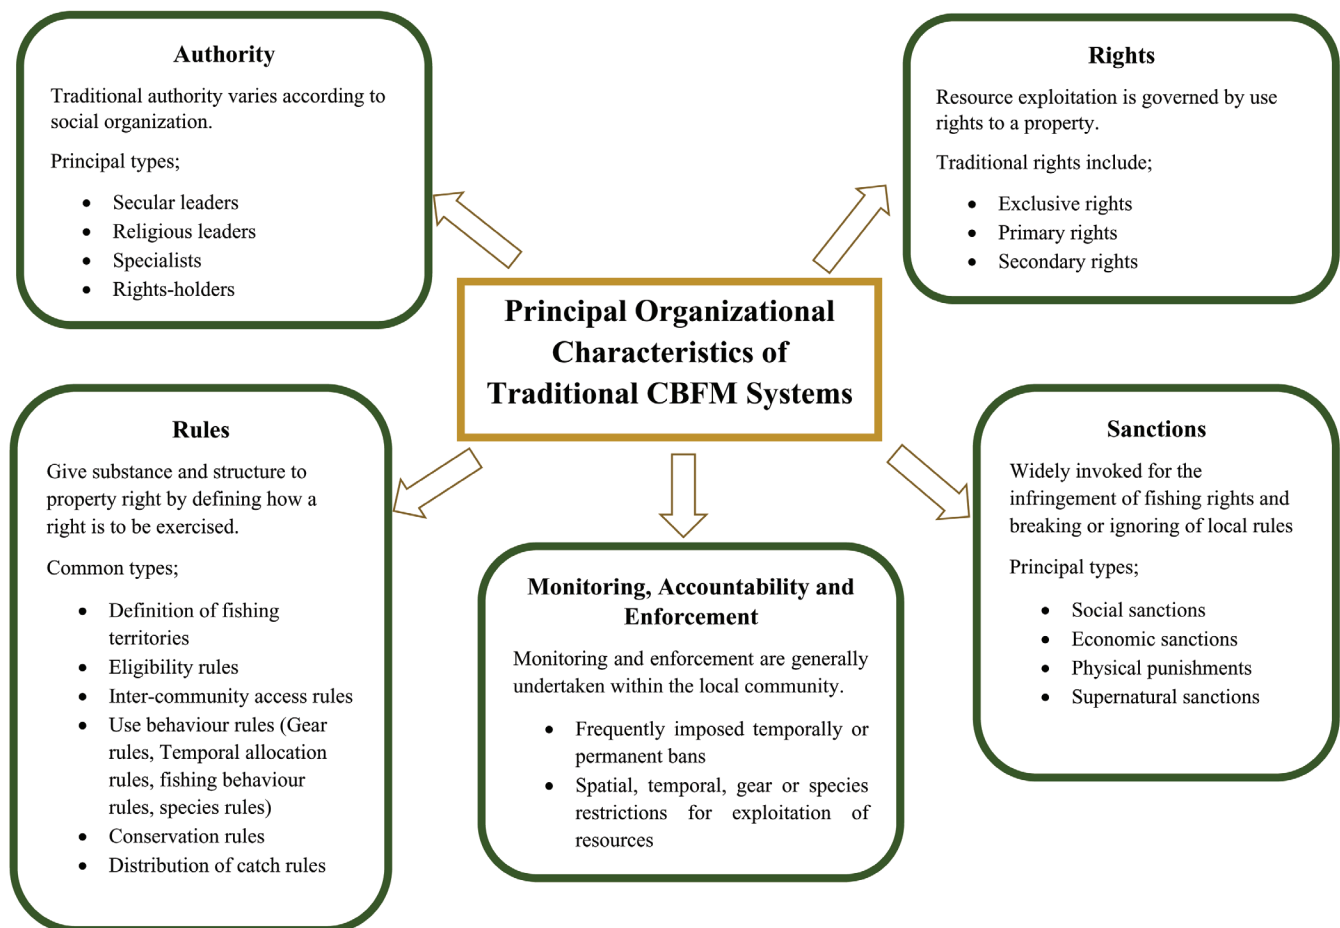 Authority
Traditional authority varies according to
social organization.
Principal types;
• Secular leaders
• Religious leaders
• Specialists
• Rights-holders
Rights
Resource exploitation is governed by use
rights to a property.
Traditional rights include;
• Exclusive rights
• Primary rights
• Secondary rights
Principal Organizational
Characteristics of
Traditional CBFM Systems
Rules
Give substance and structure to
property right by defining how a
right is to be exercised.
Common types;
• Definition of fishing
territories
• Eligibility rules
• Inter-community access rules
• Use behaviour rules (Gear
rules, Temporal allocation
rules, fishing behaviour
rules, species rules)
• Conservation rules
• Distribution of catch rules
Monitoring, Accountability and
Enforcement
Monitoring and enforcement are generally
undertaken within the local community.
• Frequently imposed temporally or
permanent bans
• Spatial, temporal, gear or species
restrictions for exploitation of
resources
Sanctions
Widely invoked for the
infringement of fishing rights and
breaking or ignoring of local rules
Principal types;
• Social sanctions
• Economic sanctions
• Physical punishments
• Supernatural sanctions